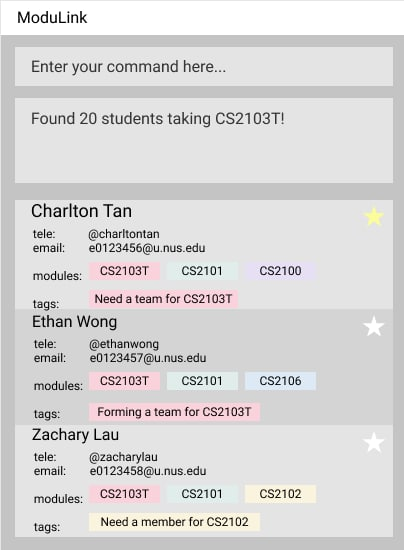 ModuLink
Enter your command here...
Found 20 students taking CS2103T!
Charlton Tan
tele: @charltontan
email: e0123456@u.nus.edu
modules: CS2103T CS2101 CS2100
tags: Need a team for CS2103T
Ethan Wong
tele: @ethanwong
email: e0123457@u.nus.edu
modules: CS2103T CS2101 CS2106
tags: Forming a team for CS2103T
Zachary Lau
tele: @zacharylau
email: e0123458@u.nus.edu
modules: CS2103T CS2101 CS2102
tags: Need a member for CS2102